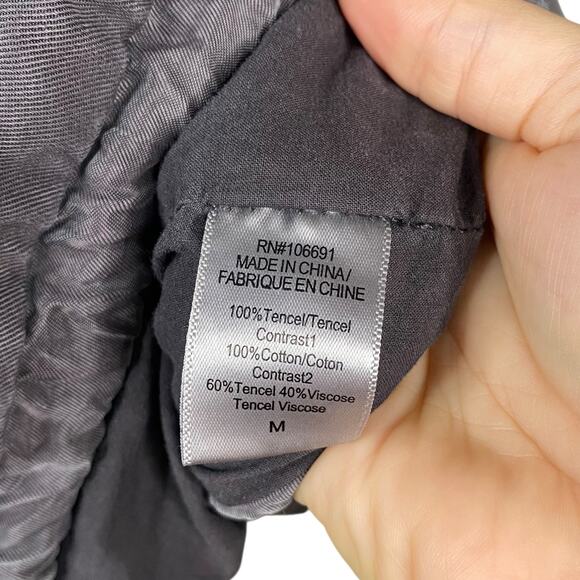 RN#106691
MADE IN CHINA/
FABRIQUE EN CHINE
100%Tencel/Tencel
Contrast1
100%Cotton/Coton
Contrast2
60%Tencel 40%Viscose
Tencel Viscose
M